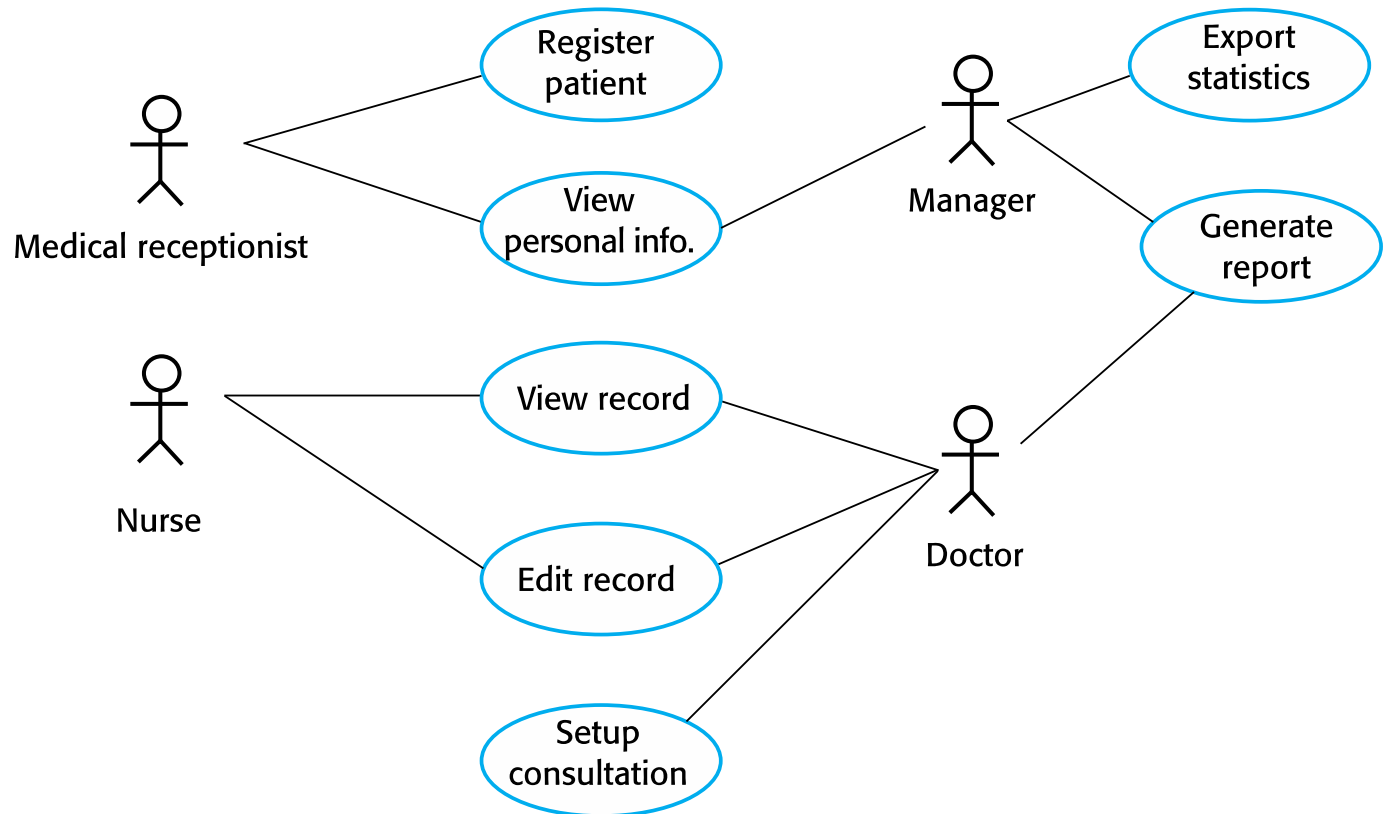 Register
patient
Export
statistics
Medical receptionist
View
personal info.
Manager
Generate
report
Nurse
View record
Doctor
Edit record
Setup
consultation